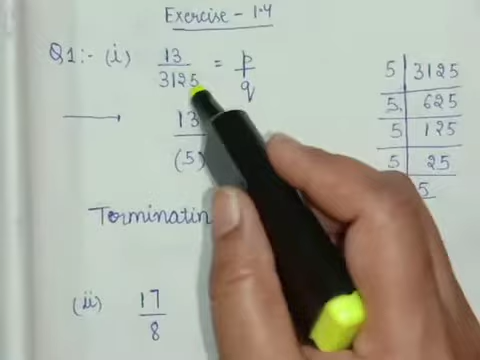 Exercise - 1.4
Q1:- (i) 13/3125 = p/q
5 | 3125
5 | 625
5 | 125
5 | 25
5
→ 13/(5)
Terminatin
(ii) 17/8